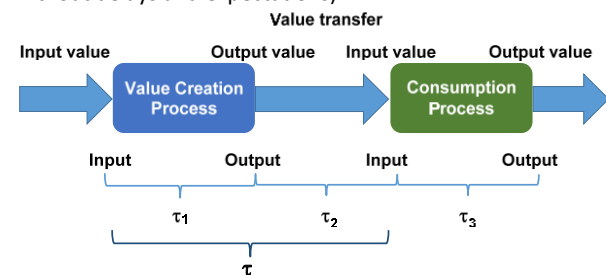 Value transfer
Input value Output value Input value Output value
Value Creation Process
Consumption Process
Input Output Input Output
τ1 τ2 τ3
τ